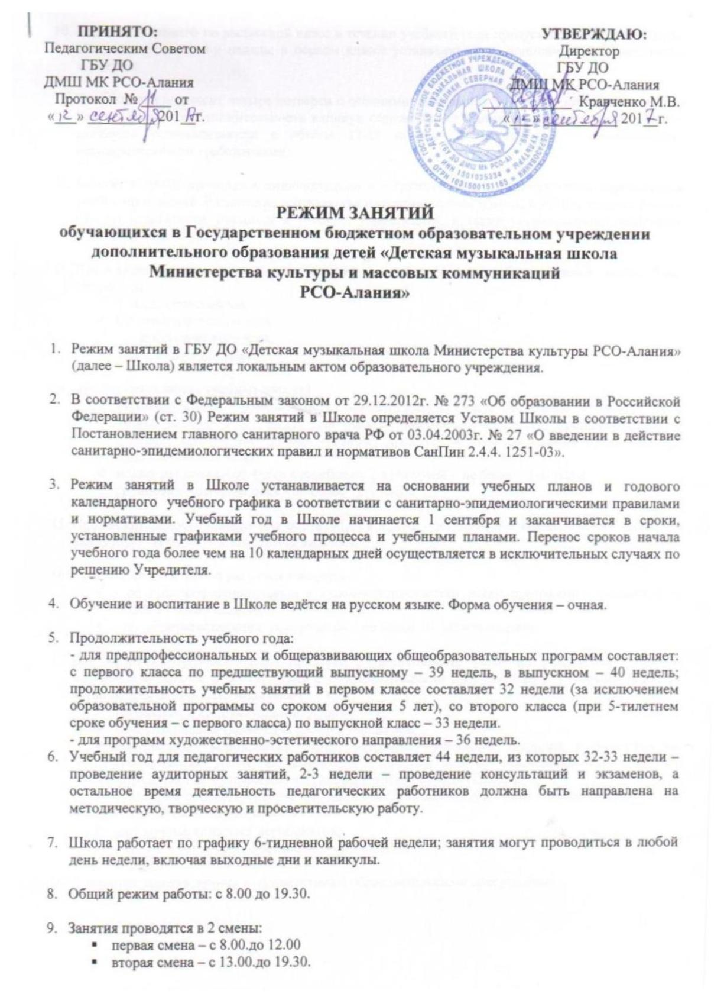 ПРИНЯТО:
Педагогическим Советом
ГБУ ДО
ДМШ МК РСО-Алания
Протокол № 11 от
«12» сентября 2017г.
УТВЕРЖДАЮ:
Директор
ГБУ ДО
ДМШ МК РСО-Алания
Кравченко М.В.
«12» сентября 2017 г.
(ГБУ ДО ДМШ МК РСО-А)
ИНН 1501035334
ОГРН 1031500151165
РЕЖИМ ЗАНЯТИЙ
обучающихся в Государственном бюджетном образовательном учреждении
дополнительного образования детей «Детская музыкальная школа
Министерства культуры и массовых коммуникаций
РСО-Алания»
1. Режим занятий в ГБУ ДО «Детская музыкальная школа Министерства культуры РСО-Алания»
(далее – Школа) является локальным актом образовательного учреждения.
2. В соответствии с Федеральным законом от 29.12.2012г. № 273 «Об образовании в Российской
Федерации» (ст. 30) Режим занятий в Школе определяется Уставом Школы в соответствии с
Постановлением главного санитарного врача РФ от 03.04.2003г. № 27 «О введении в действие
санитарно-эпидемиологических правил и нормативов СанПин 2.4.4. 1251-03».
3. Режим занятий в Школе устанавливается на основании учебных планов и годового
календарного учебного графика в соответствии с санитарно-эпидемиологическими правилами
и нормативами. Учебный год в Школе начинается 1 сентября и заканчивается в сроки,
установленные графиками учебного процесса и учебными планами. Перенос сроков начала
учебного года более чем на 10 календарных дней осуществляется в исключительных случаях по
решению Учредителя.
4. Обучение и воспитание в Школе ведётся на русском языке. Форма обучения – очная.
5. Продолжительность учебного года:
- для предпрофессиональных и общеразвивающих общеобразовательных программ составляет:
с первого класса по предшествующий выпускному – 39 недель, в выпускном – 40 недель;
продолжительность учебных занятий в первом классе составляет 32 недели (за исключением
образовательной программы со сроком обучения 5 лет), со второго класса (при 5-тилетнем
сроке обучения – с первого класса) по выпускной класс – 33 недели.
- для программ художественно-эстетического направления – 36 недель.
6. Учебный год для педагогических работников составляет 44 недели, из которых 32-33 недели –
проведение аудиторных занятий, 2-3 недели – проведение консультаций и экзаменов, а
остальное время деятельность педагогических работников должна быть направлена на
методическую, творческую и просветительскую работу.
7. Школа работает по графику 6-тидневной рабочей недели; занятия могут проводиться в любой
день недели, включая выходные дни и каникулы.
8. Общий режим работы: с 8.00 до 19.30.
9. Занятия проводятся в 2 смены:
▪ первая смена – с 8.00.до 12.00
▪ вторая смена – с 13.00.до 19.30.